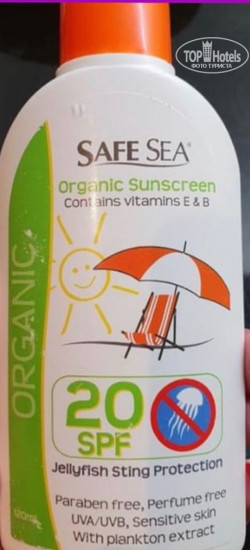 TOP Hotels
ФОТО ТУРИСТА
SAFE SEA®
Organic Sunscreen
Contains vitamins E & B
ORGANIC
20
SPF
Jellyfish Sting Protection
120ml
Paraben free, Perfume free
UVA/UVB, Sensitive skin
With plankton extract